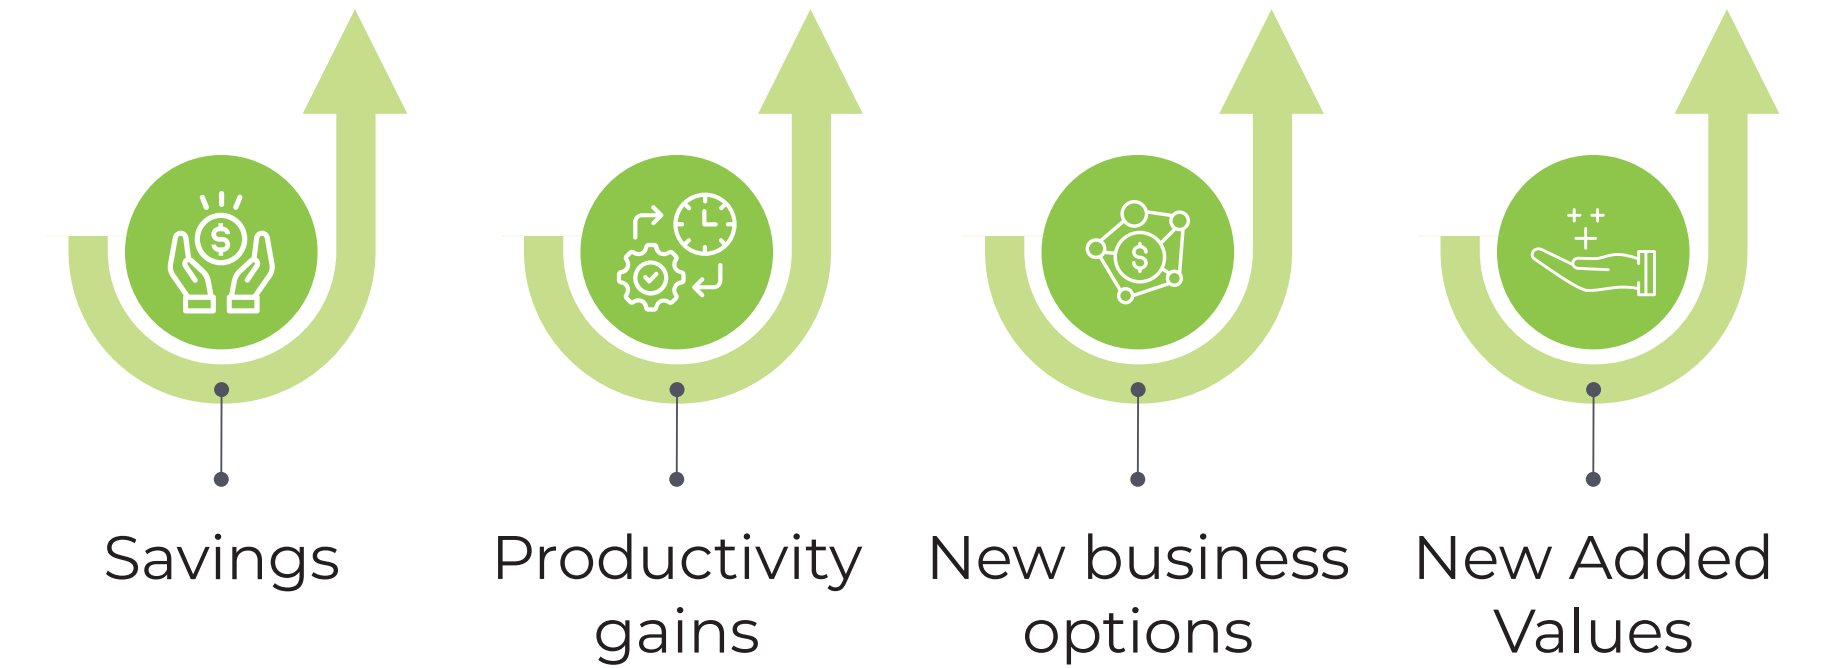 Savings
Productivity
gains
New business
options
New Added
Values